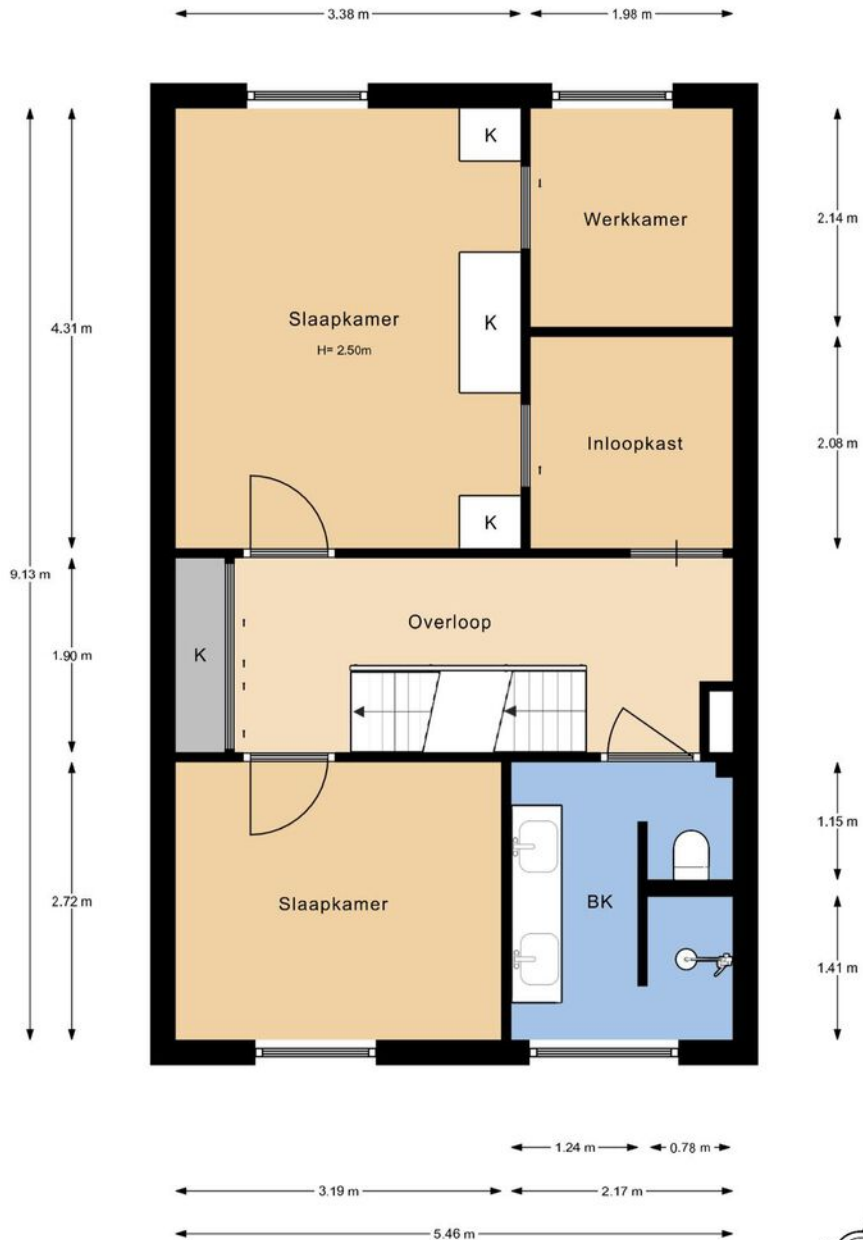 3.38 m
1.98 m
K
Werkkamer
2.14 m
4.31 m
Slaapkamer
K
H= 2.50m
Inloopkast
2.08 m
K
9.13 m
Overloop
K
1.90 m
1.15 m
2.72 m
Slaapkamer
BK
1.41 m
1.24 m
0.78 m
3.19 m
2.17 m
5.46 m